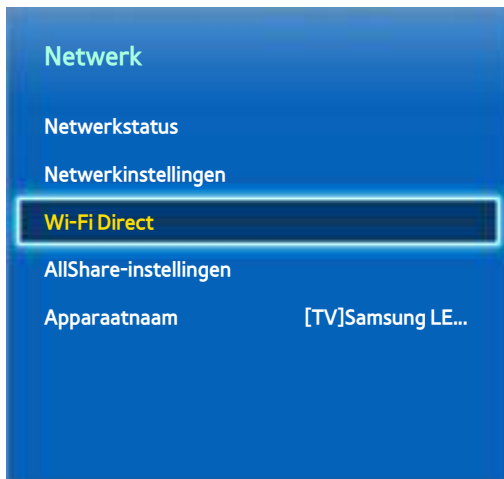 Netwerk
Netwerkstatus
Netwerkinstellingen
Wi-Fi Direct
AllShare-instellingen
Apparaatnaam [TV]Samsung LE...